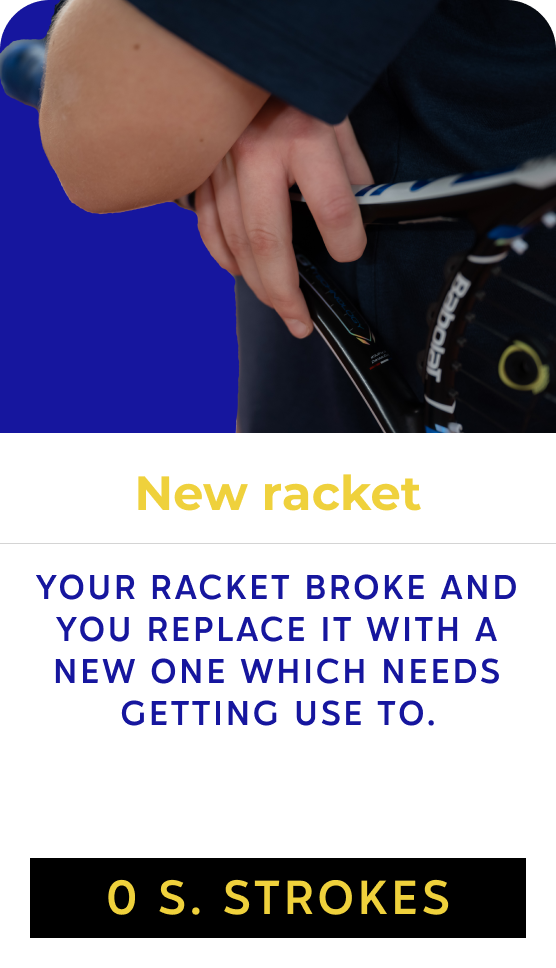 Babolat
New racket
YOUR RACKET BROKE AND
YOU REPLACE IT WITH A
NEW ONE WHICH NEEDS
GETTING USE TO.
0 S. STROKES